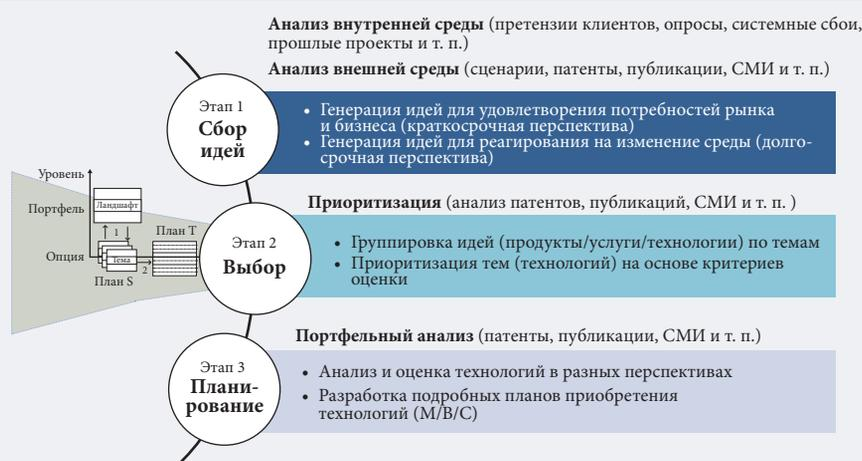 Анализ внутренней среды (претензии клиентов, опросы, системные сбои,
прошлые проекты и т. п.)
Анализ внешней среды (сценарии, патенты, публикации, СМИ и т. п.)
Этап 1
Сбор
идей
• Генерация идей для удовлетворения потребностей рынка
и бизнеса (краткосрочная перспектива)
• Генерация идей для реагирования на изменение среды (долго-
срочная перспектива)
Уровень
Портфель
Ландшафт
1
План T
Опция
Тема
2
План S
Приоритизация (анализ патентов, публикаций, СМИ и т. п. )
Этап 2
Выбор
• Группировка идей (продукты/услуги/технологии) по темам
• Приоритизация тем (технологий) на основе критериев
оценки
Портфельный анализ (патенты, публикации, СМИ и т. п.)
Этап 3
Плани-
рование
• Анализ и оценка технологий в разных перспективах
• Разработка подробных планов приобретения
технологий (M/B/C)